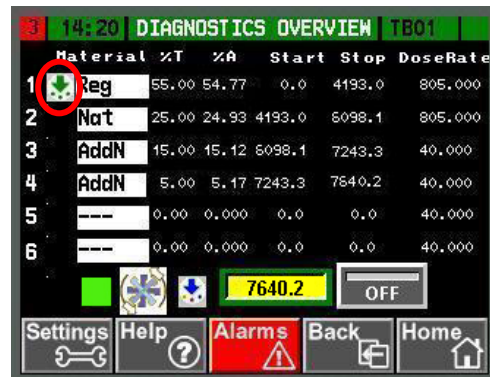 3 14:20 DIAGNOSTIC OVERVIEW TB01
Material %T %A Start Stop DoseRate
1 Reg 55.00 54.77 0.0 4193.0 805.000
2 Nat 25.00 24.93 4193.0 6098.1 805.000
3 AddN 15.00 15.12 6098.1 7243.3 40.000
4 AddN 5.00 5.17 7243.3 7640.2 40.000
5 --- 0.00 0.000 0.0 0.0 40.000
6 --- 0.00 0.000 0.0 0.0 40.000
7640.2 OFF
Settings Help ? Alarms Back Home